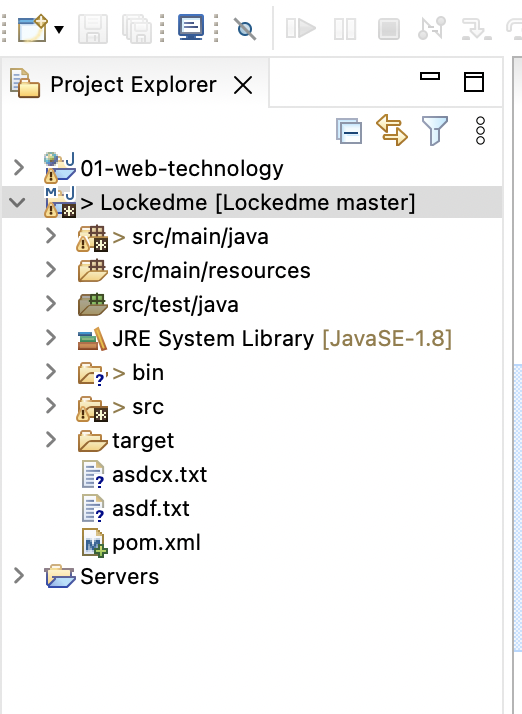 Project Explorer
01-web-technology
> Lockedme [Lockedme master]
> src/main/java
src/main/resources
src/test/java
JRE System Library [JavaSE-1.8]
> bin
> src
target
asdcx.txt
asdf.txt
pom.xml
Servers